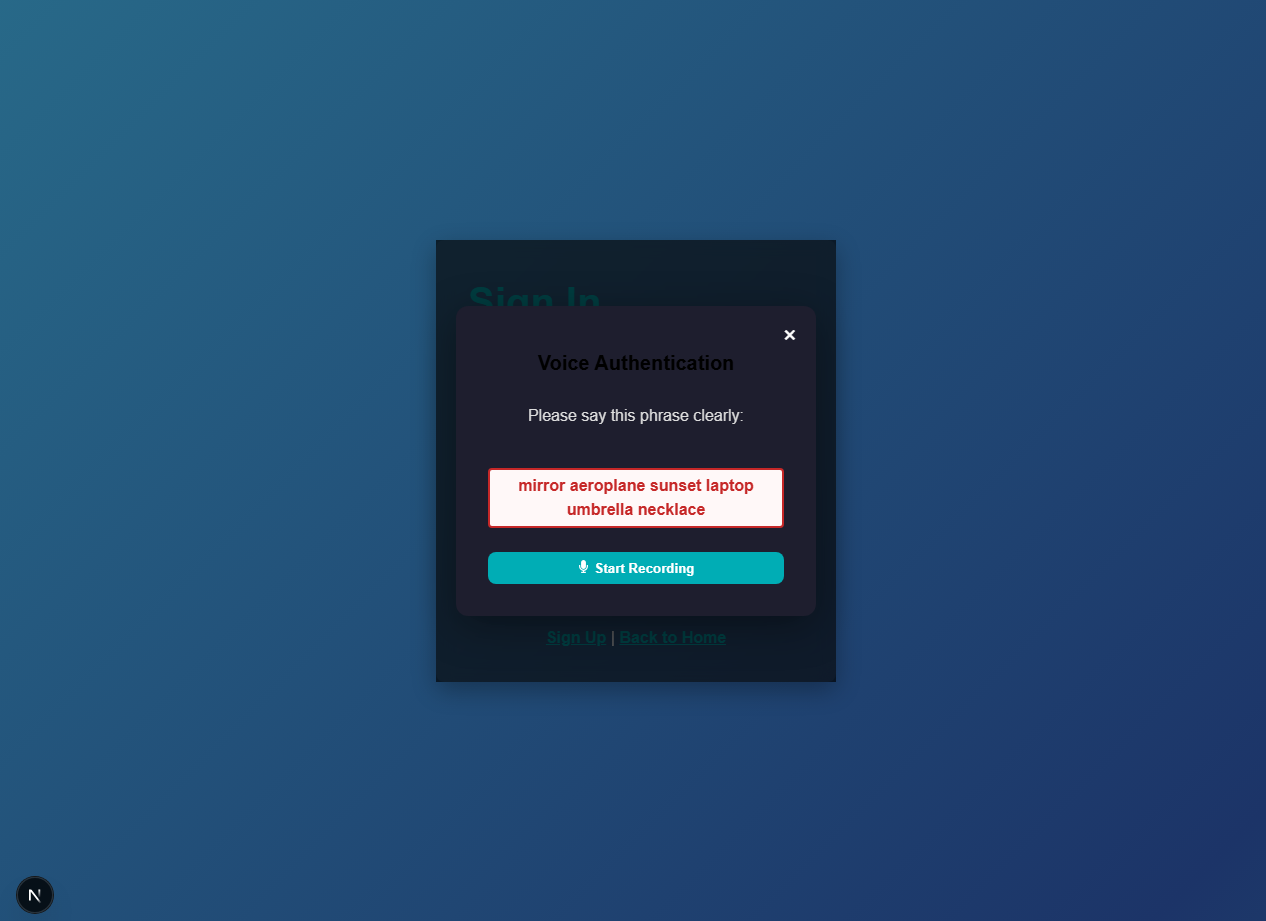 Sign In
×
Voice Authentication
Please say this phrase clearly:
mirror aeroplane sunset laptop
umbrella necklace
Start Recording
Sign Up | Back to Home
N